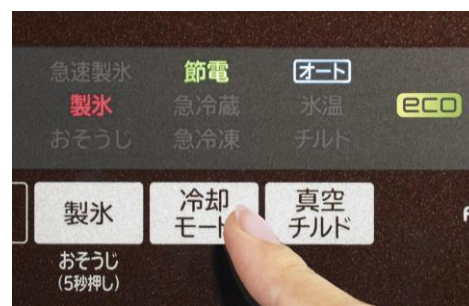 急速製氷 節電 オート
製氷 急冷蔵 氷温 eco
おそうじ 急冷凍 チルド
製氷 冷却モード 真空チルド
おそうじ
(5秒押し)